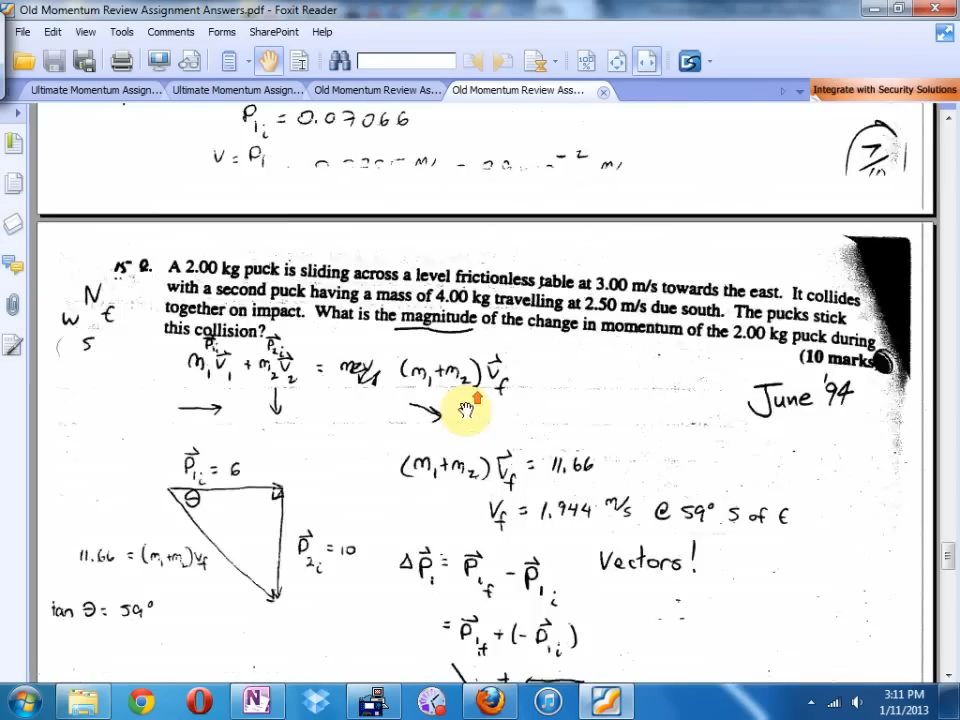 Old Momentum Review Assignment Answers.pdf - Foxit Reader
File Edit View Tools Comments Forms SharePoint Help
Ultimate Momentum Assign... Ultimate Momentum Assign... Old Momentum Review As... Old Momentum Review Ass... Integrate with Security Solutions
P1i = 0.07066
V = P1
7/10
15 8. A 2.00 kg puck is sliding across a level frictionless table at 3.00 m/s towards the east. It collides
with a second puck having a mass of 4.00 kg travelling at 2.50 m/s due south. The pucks stick
together on impact. What is the magnitude of the change in momentum of the 2.00 kg puck during
this collision?
(10 marks
N
W E
S
P1i P2i
m1v1 + m2v2 = (m1+m2)vf
June '94
P1i = 6
(m1+m2)vf = 11.66
θ
Vf = 1.944 m/s @ 59° S of E
P2i = 10
11.66 = (m1+m2)vf
ΔP1 = P1f - P1i
Vectors!
tan θ = 59°
= P1f + (-P1i)
+
3:11 PM
1/11/2013